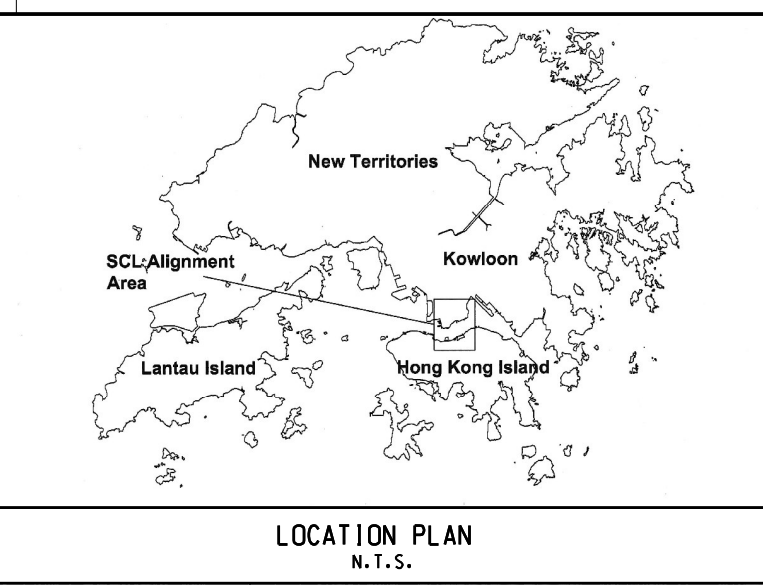 New Territories
Kowloon
SCL Alignment
Area
Lantau Island
Hong Kong Island
LOCATION PLAN
N.T.S.